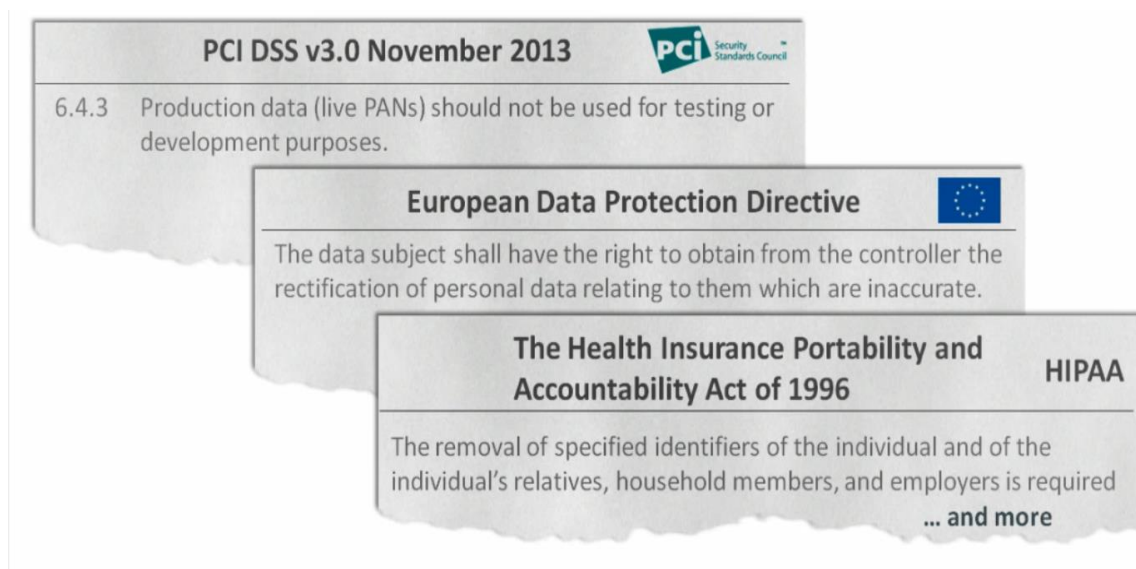 PCI DSS v3.0 November 2013
PCI Security
Standards Council
6.4.3 Production data (live PANs) should not be used for testing or
development purposes.
European Data Protection Directive
The data subject shall have the right to obtain from the controller the
rectification of personal data relating to them which are inaccurate.
The Health Insurance Portability and
Accountability Act of 1996
HIPAA
The removal of specified identifiers of the individual and of the
individual's relatives, household members, and employers is required
... and more